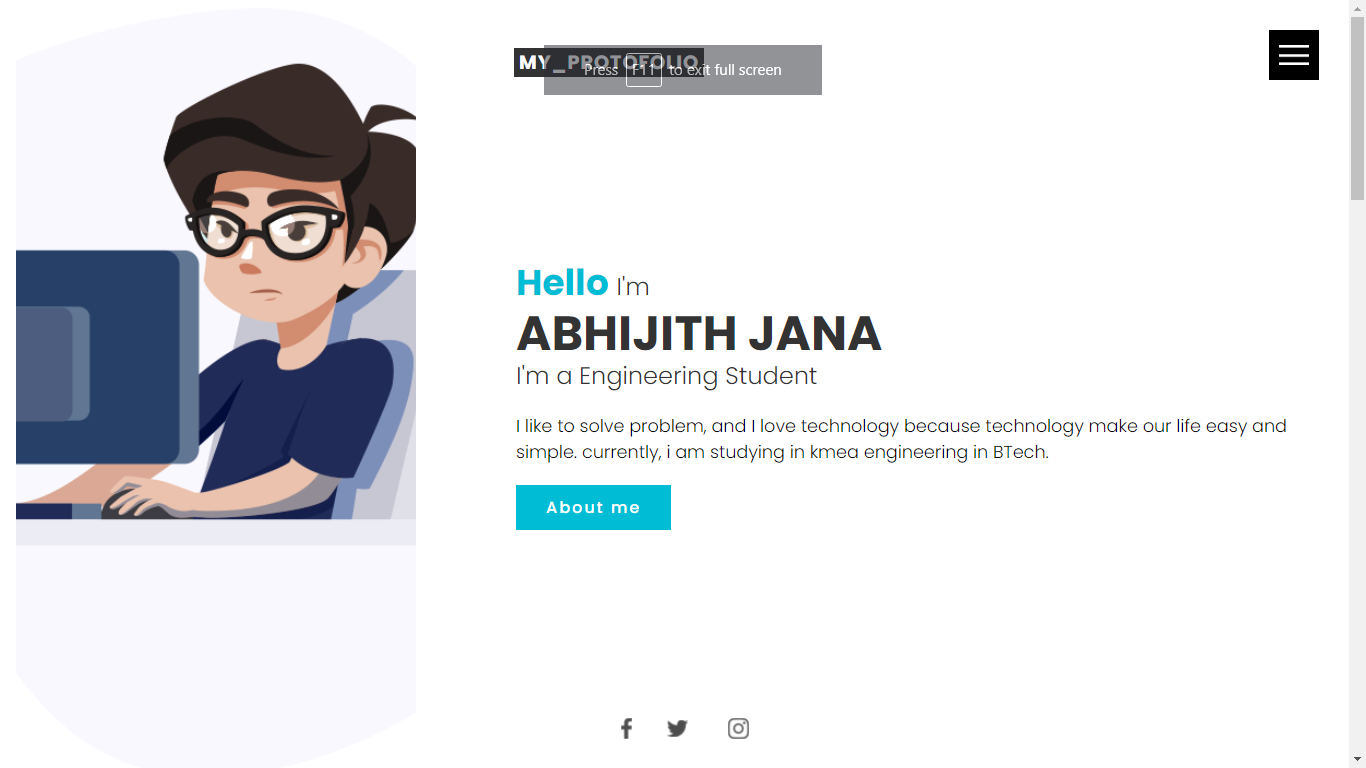 MY_PROTOFOLIO
Press F11 to exit full screen
Hello I'm
ABHIJITH JANA
I'm a Engineering Student
I like to solve problem, and I love technology because technology make our life easy and
simple. currently, i am studying in kmea engineering in BTech.
About me